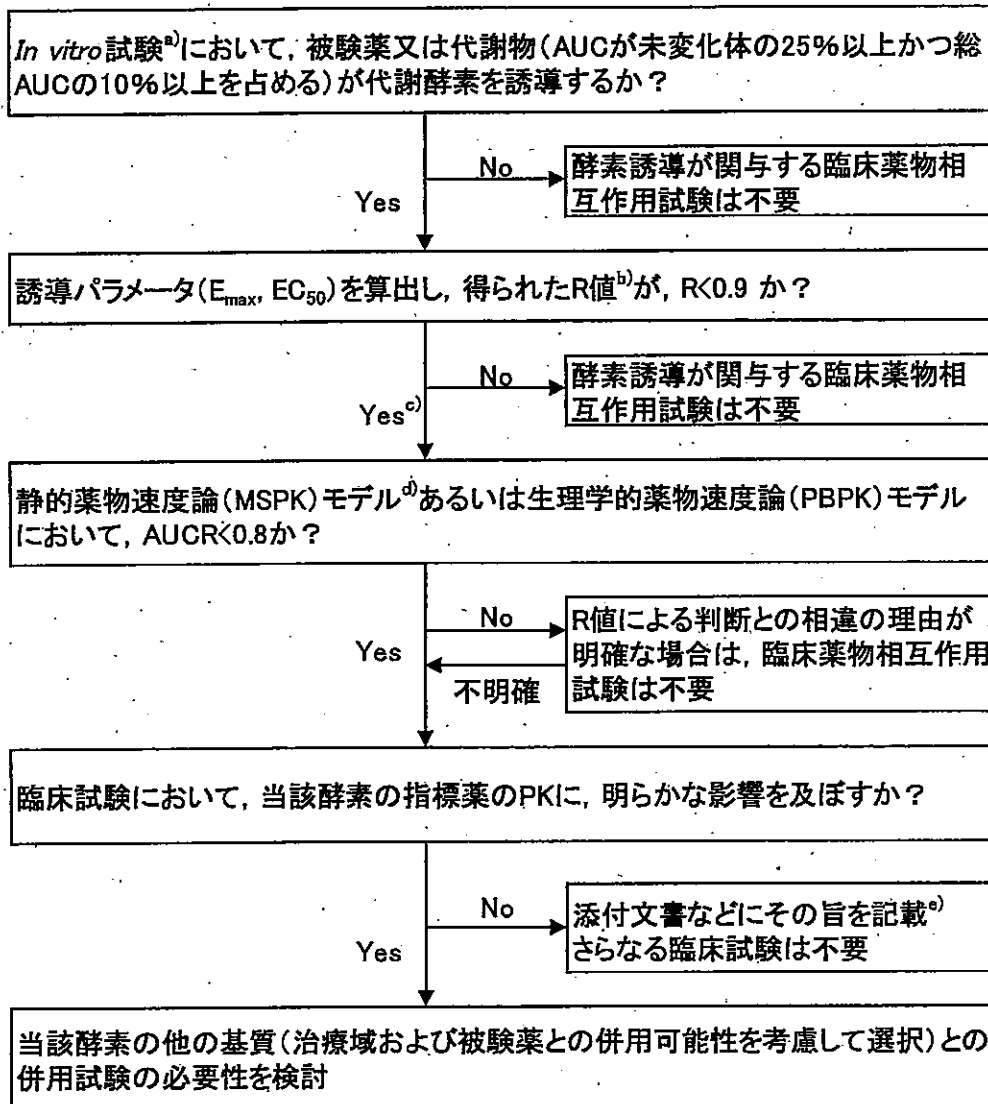 In vitro試験a)において，被験薬又は代謝物（AUCが未変化体の25%以上かつ総
AUCの10%以上を占める）が代謝酵素を誘導するか？
No
酵素誘導が関与する臨床薬物相
互作用試験は不要
Yes
誘導パラメータ（Emax, EC50）を算出し，得られたR値b)が，R<0.9 か？
No
酵素誘導が関与する臨床薬物相
互作用試験は不要
Yesc)
静的薬物速度論（MSPK）モデルd)あるいは生理学的薬物速度論（PBPK）モデル
において，AUCR<0.8か？
No
R値による判断との相違の理由が
明確な場合は，臨床薬物相互作用
試験は不要
Yes
不明確
臨床試験において，当該酵素の指標薬のPKに，明らかな影響を及ぼすか？
No
添付文書などにその旨を記載e)
さらなる臨床試験は不要
Yes
当該酵素の他の基質（治療域および被験薬との併用可能性を考慮して選択）との
併用試験の必要性を検討